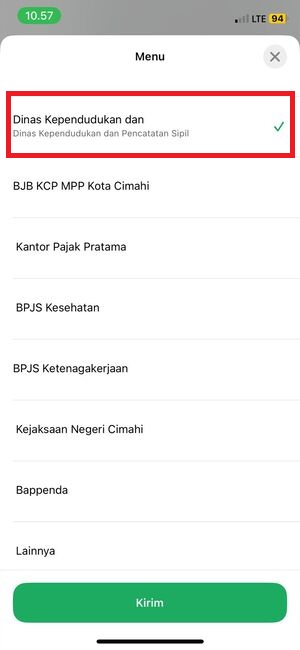 10.57
LTE 94
Menu
Dinas Kependudukan dan
Dinas Kependudukan dan Pencatatan Sipil
BJB KCP MPP Kota Cimahi
Kantor Pajak Pratama
BPJS Kesehatan
BPJS Ketenagakerjaan
Kejaksaan Negeri Cimahi
Bappenda
Lainnya
Kirim